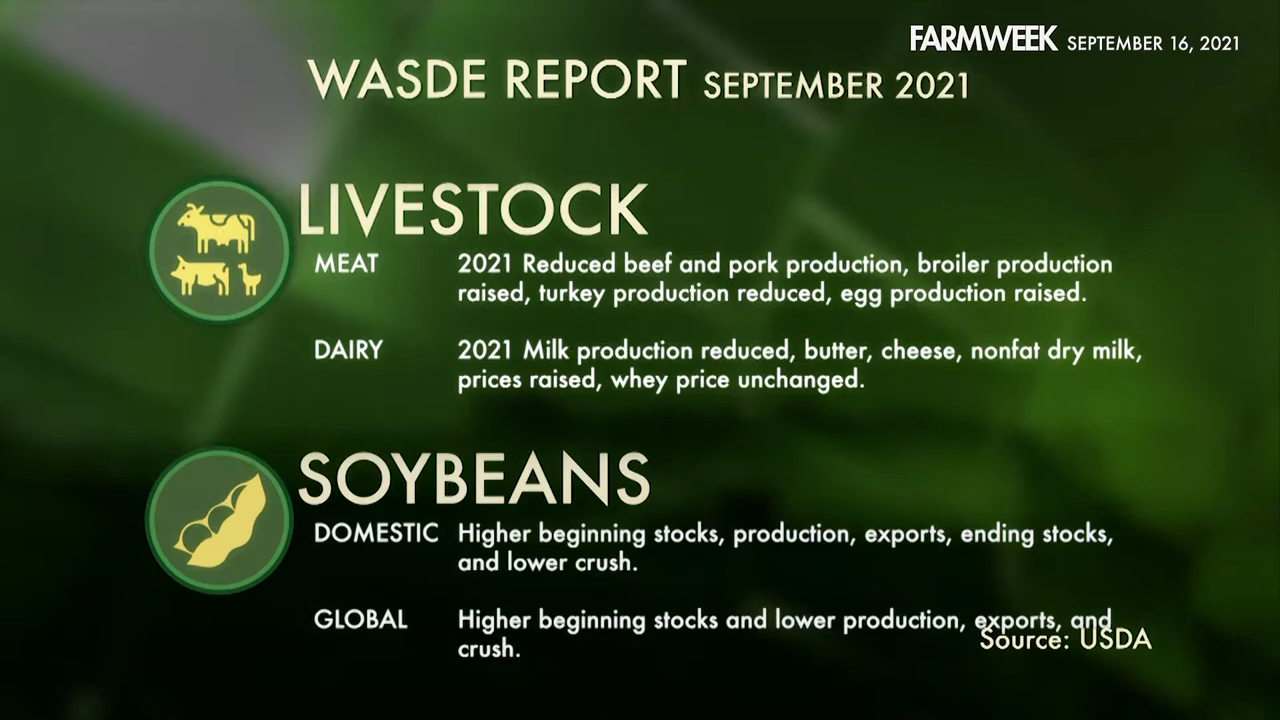 FARMWEEK SEPTEMBER 16, 2021
WASDE REPORT SEPTEMBER 2021
LIVESTOCK
MEAT 2021 Reduced beef and pork production, broiler production
raised, turkey production reduced, egg production raised.
DAIRY 2021 Milk production reduced, butter, cheese, nonfat dry milk,
prices raised, whey price unchanged.
SOYBEANS
DOMESTIC Higher beginning stocks, production, exports, ending stocks,
and lower crush.
GLOBAL Higher beginning stocks and lower production, exports, and
crush.
Source: USDA